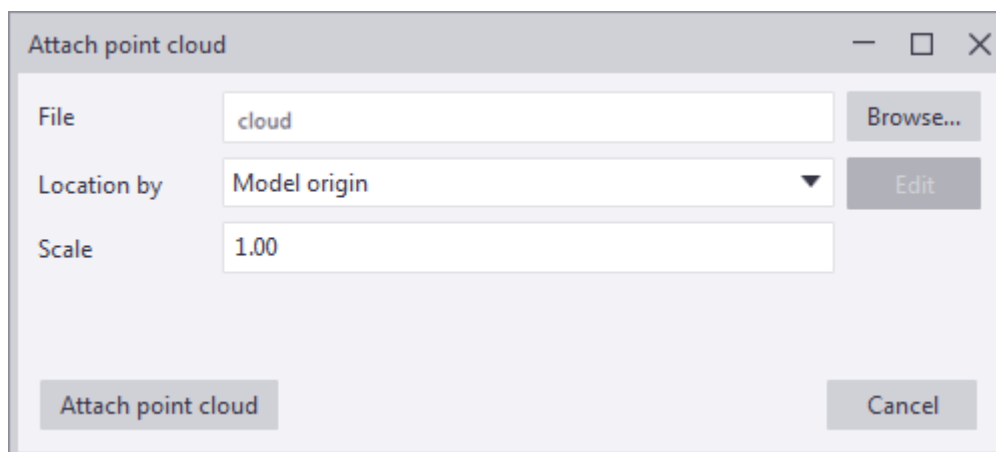 Attach point cloud
File cloud Browse...
Location by Model origin Edit
Scale 1.00
Attach point cloud Cancel